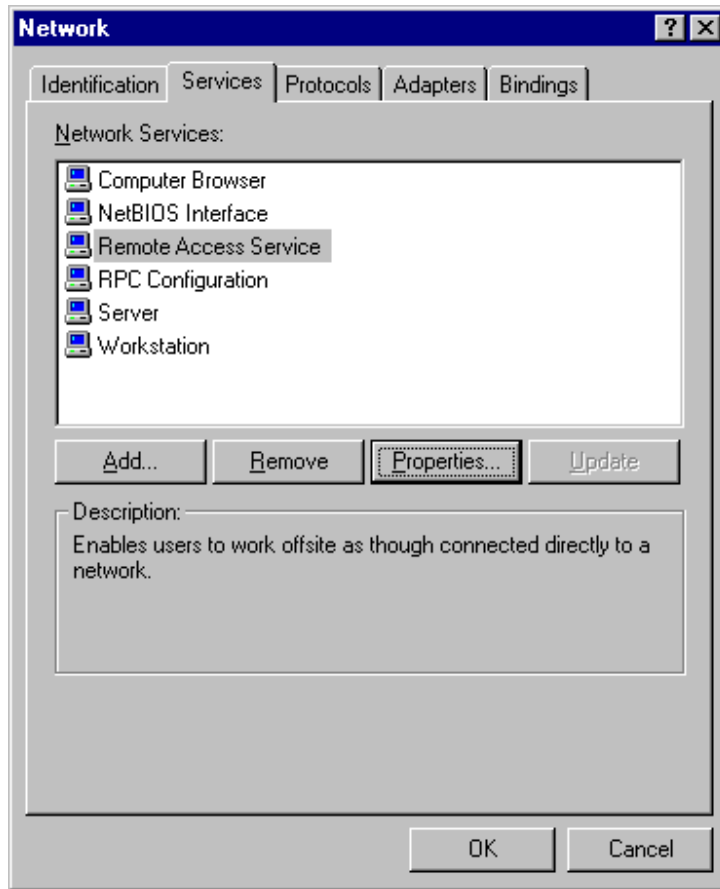 Network
Identification Services Protocols Adapters Bindings
Network Services:
Computer Browser
NetBIOS Interface
Remote Access Service
RPC Configuration
Server
Workstation
Add... Remove Properties... Update
Description:
Enables users to work offsite as though connected directly to a
network.
OK Cancel